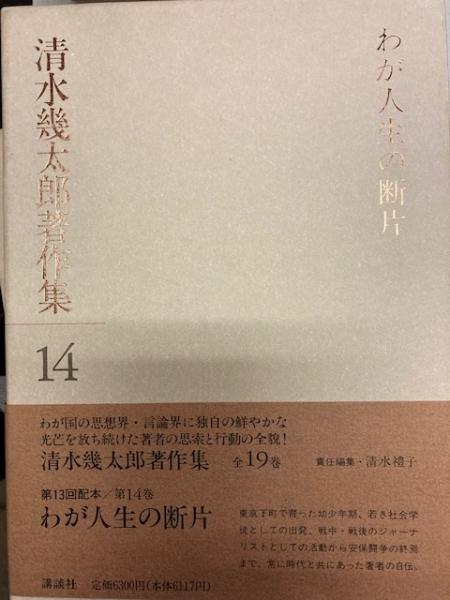 わが人生の断片
清水幾太郎著作集
14
わが国の思想界・言論界に独自の鮮やかな
光芒を放ち続けた著者の思索と行動の全貌!
清水幾太郎著作集 全19巻 責任編集・清水禮子
第13回配本/第14巻
わが人生の断片
東京下町で育った幼少年期、若き社会学
徒としての出発、戦中・戦後のジャーナ
リストとしての活動から安保闘争の終焉
まで、常に時代と共にあった著者の自伝。
講談社 定価6300円(本体6117円)